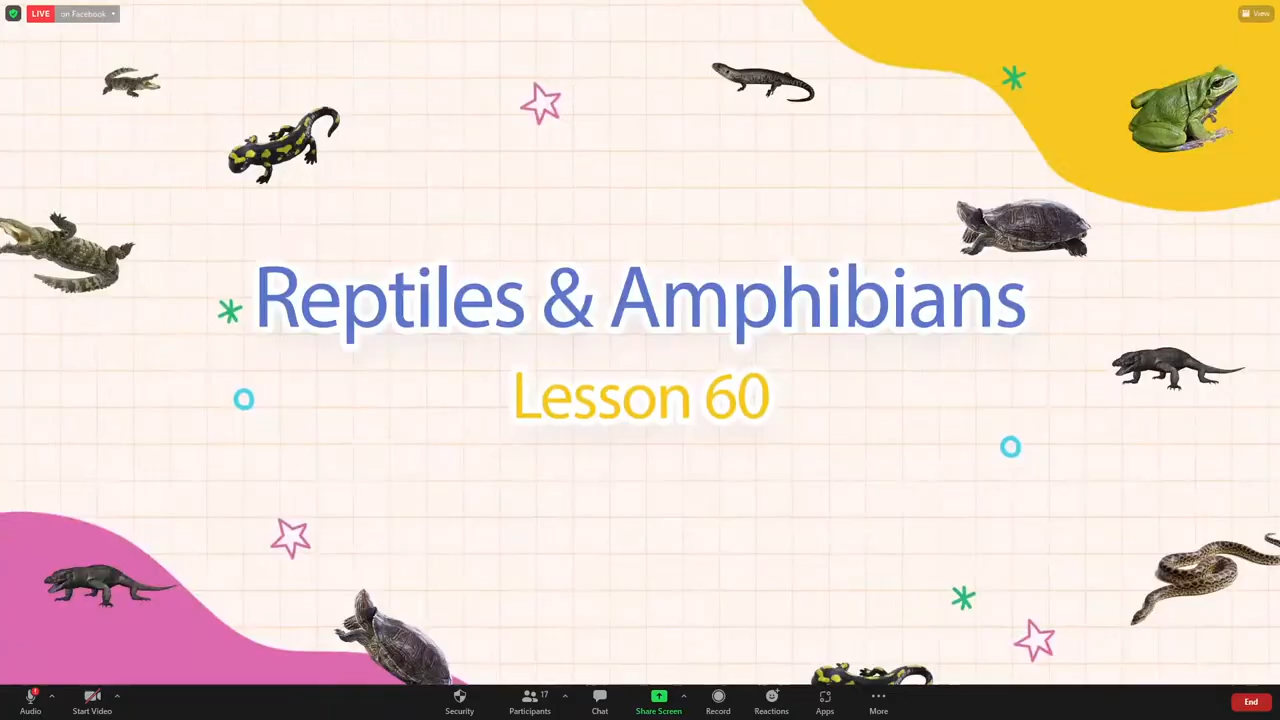 LIVE on Facebook
View
Reptiles & Amphibians
Lesson 60
Audio
Start Video
Security
17
Participants
Chat
Share Screen
Record
Reactions
Apps
More
End